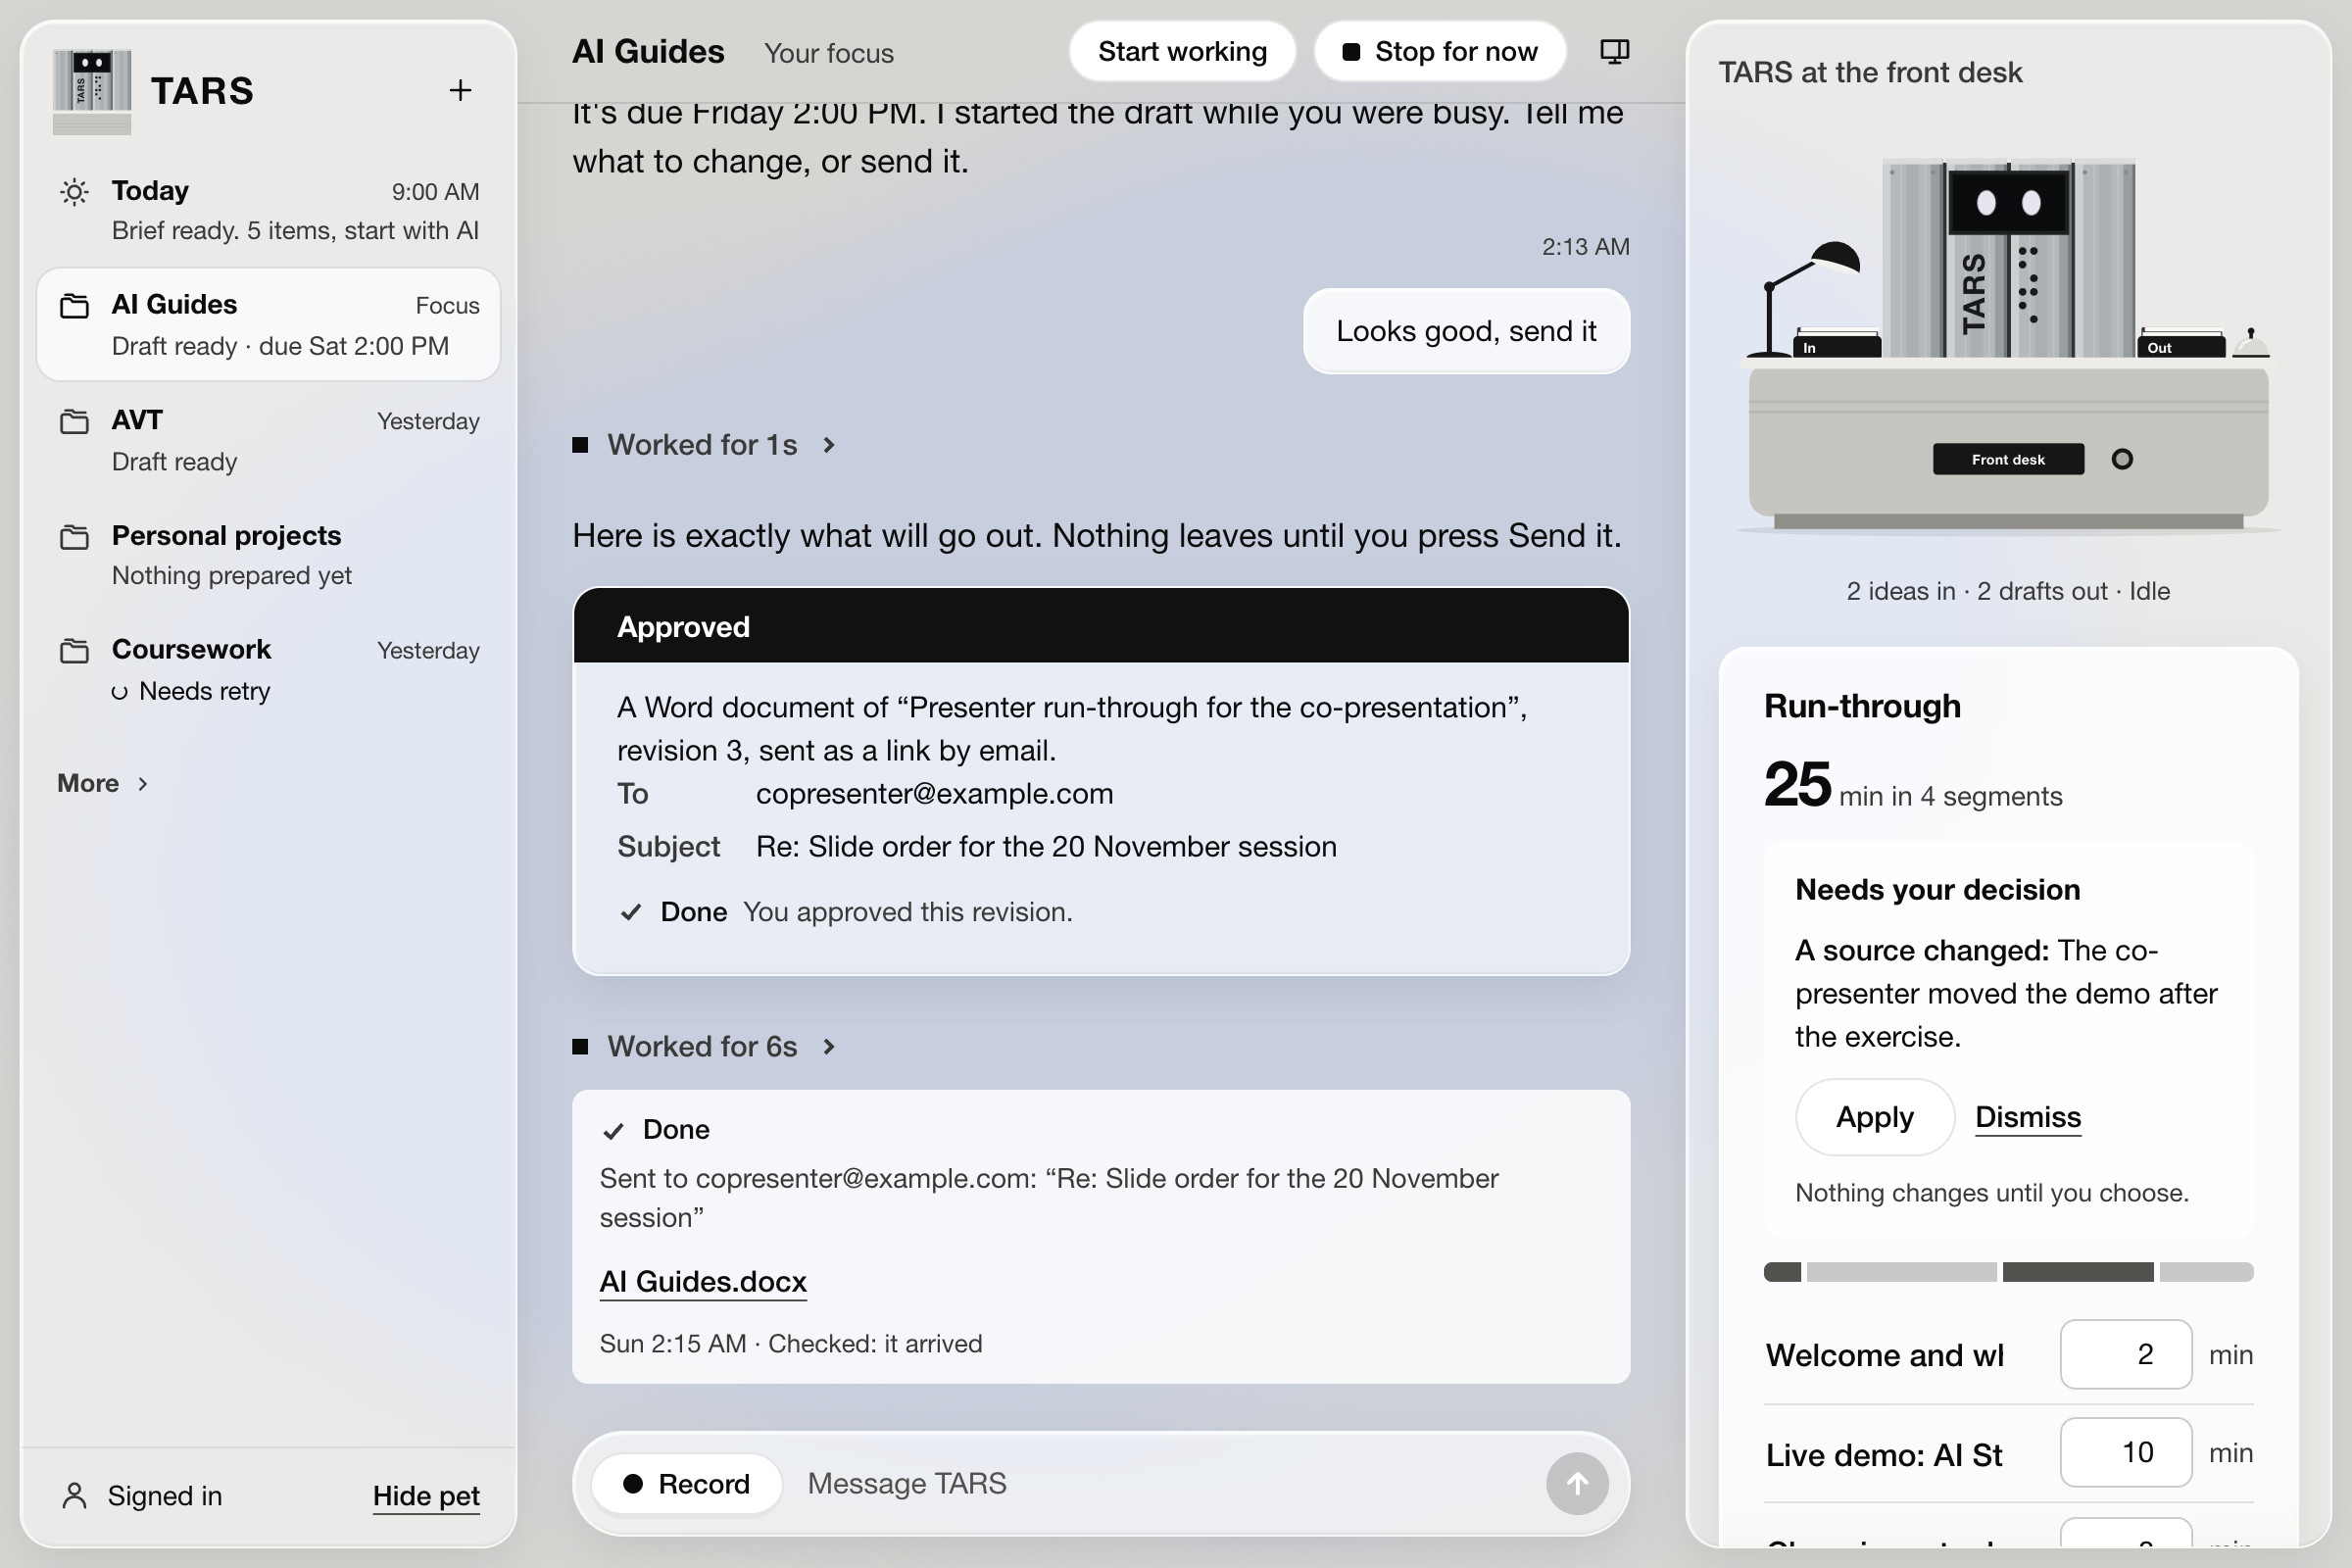 TARS
TARS
Today
9:00 AM
Brief ready. 5 items, start with AI
AI Guides
Focus
Draft ready · due Sat 2:00 PM
AVT
Yesterday
Draft ready
Personal projects
Nothing prepared yet
Coursework
Yesterday
Needs retry
More
Signed in
Hide pet
AI Guides
Your focus
Start working
Stop for now
It's due Friday 2:00 PM. I started the draft while you were busy. Tell me
what to change, or send it.
2:13 AM
Looks good, send it
Worked for 1s
Here is exactly what will go out. Nothing leaves until you press Send it.
Approved
A Word document of “Presenter run-through for the co-presentation”,
revision 3, sent as a link by email.
To copresenter@example.com
Subject Re: Slide order for the 20 November session
Done You approved this revision.
Worked for 6s
Done
Sent to copresenter@example.com: “Re: Slide order for the 20 November
session”
AI Guides.docx
Sun 2:15 AM · Checked: it arrived
Record
Message TARS
TARS at the front desk
TARS
In
Out
Front desk
2 ideas in · 2 drafts out · Idle
Run-through
25 min in 4 segments
Needs your decision
A source changed: The co-
presenter moved the demo after
the exercise.
Apply
Dismiss
Nothing changes until you choose.
Welcome and
2 min
Live demo: AI St
10 min